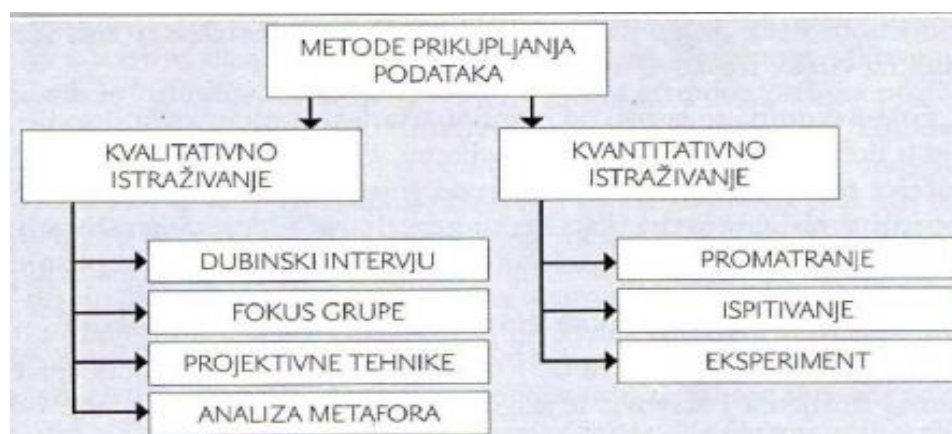 METODE PRIKUPLJANJA
PODATAKA
KVALITATIVNO
ISTRAŽIVANJE
DUBINSKI INTERVJU
FOKUS GRUPE
PROJEKTIVNE TEHNIKE
ANALIZA METAFORA
KVANTITATIVNO
ISTRAŽIVANJE
PROMATRANJE
ISPITIVANJE
EKSPERIMENT